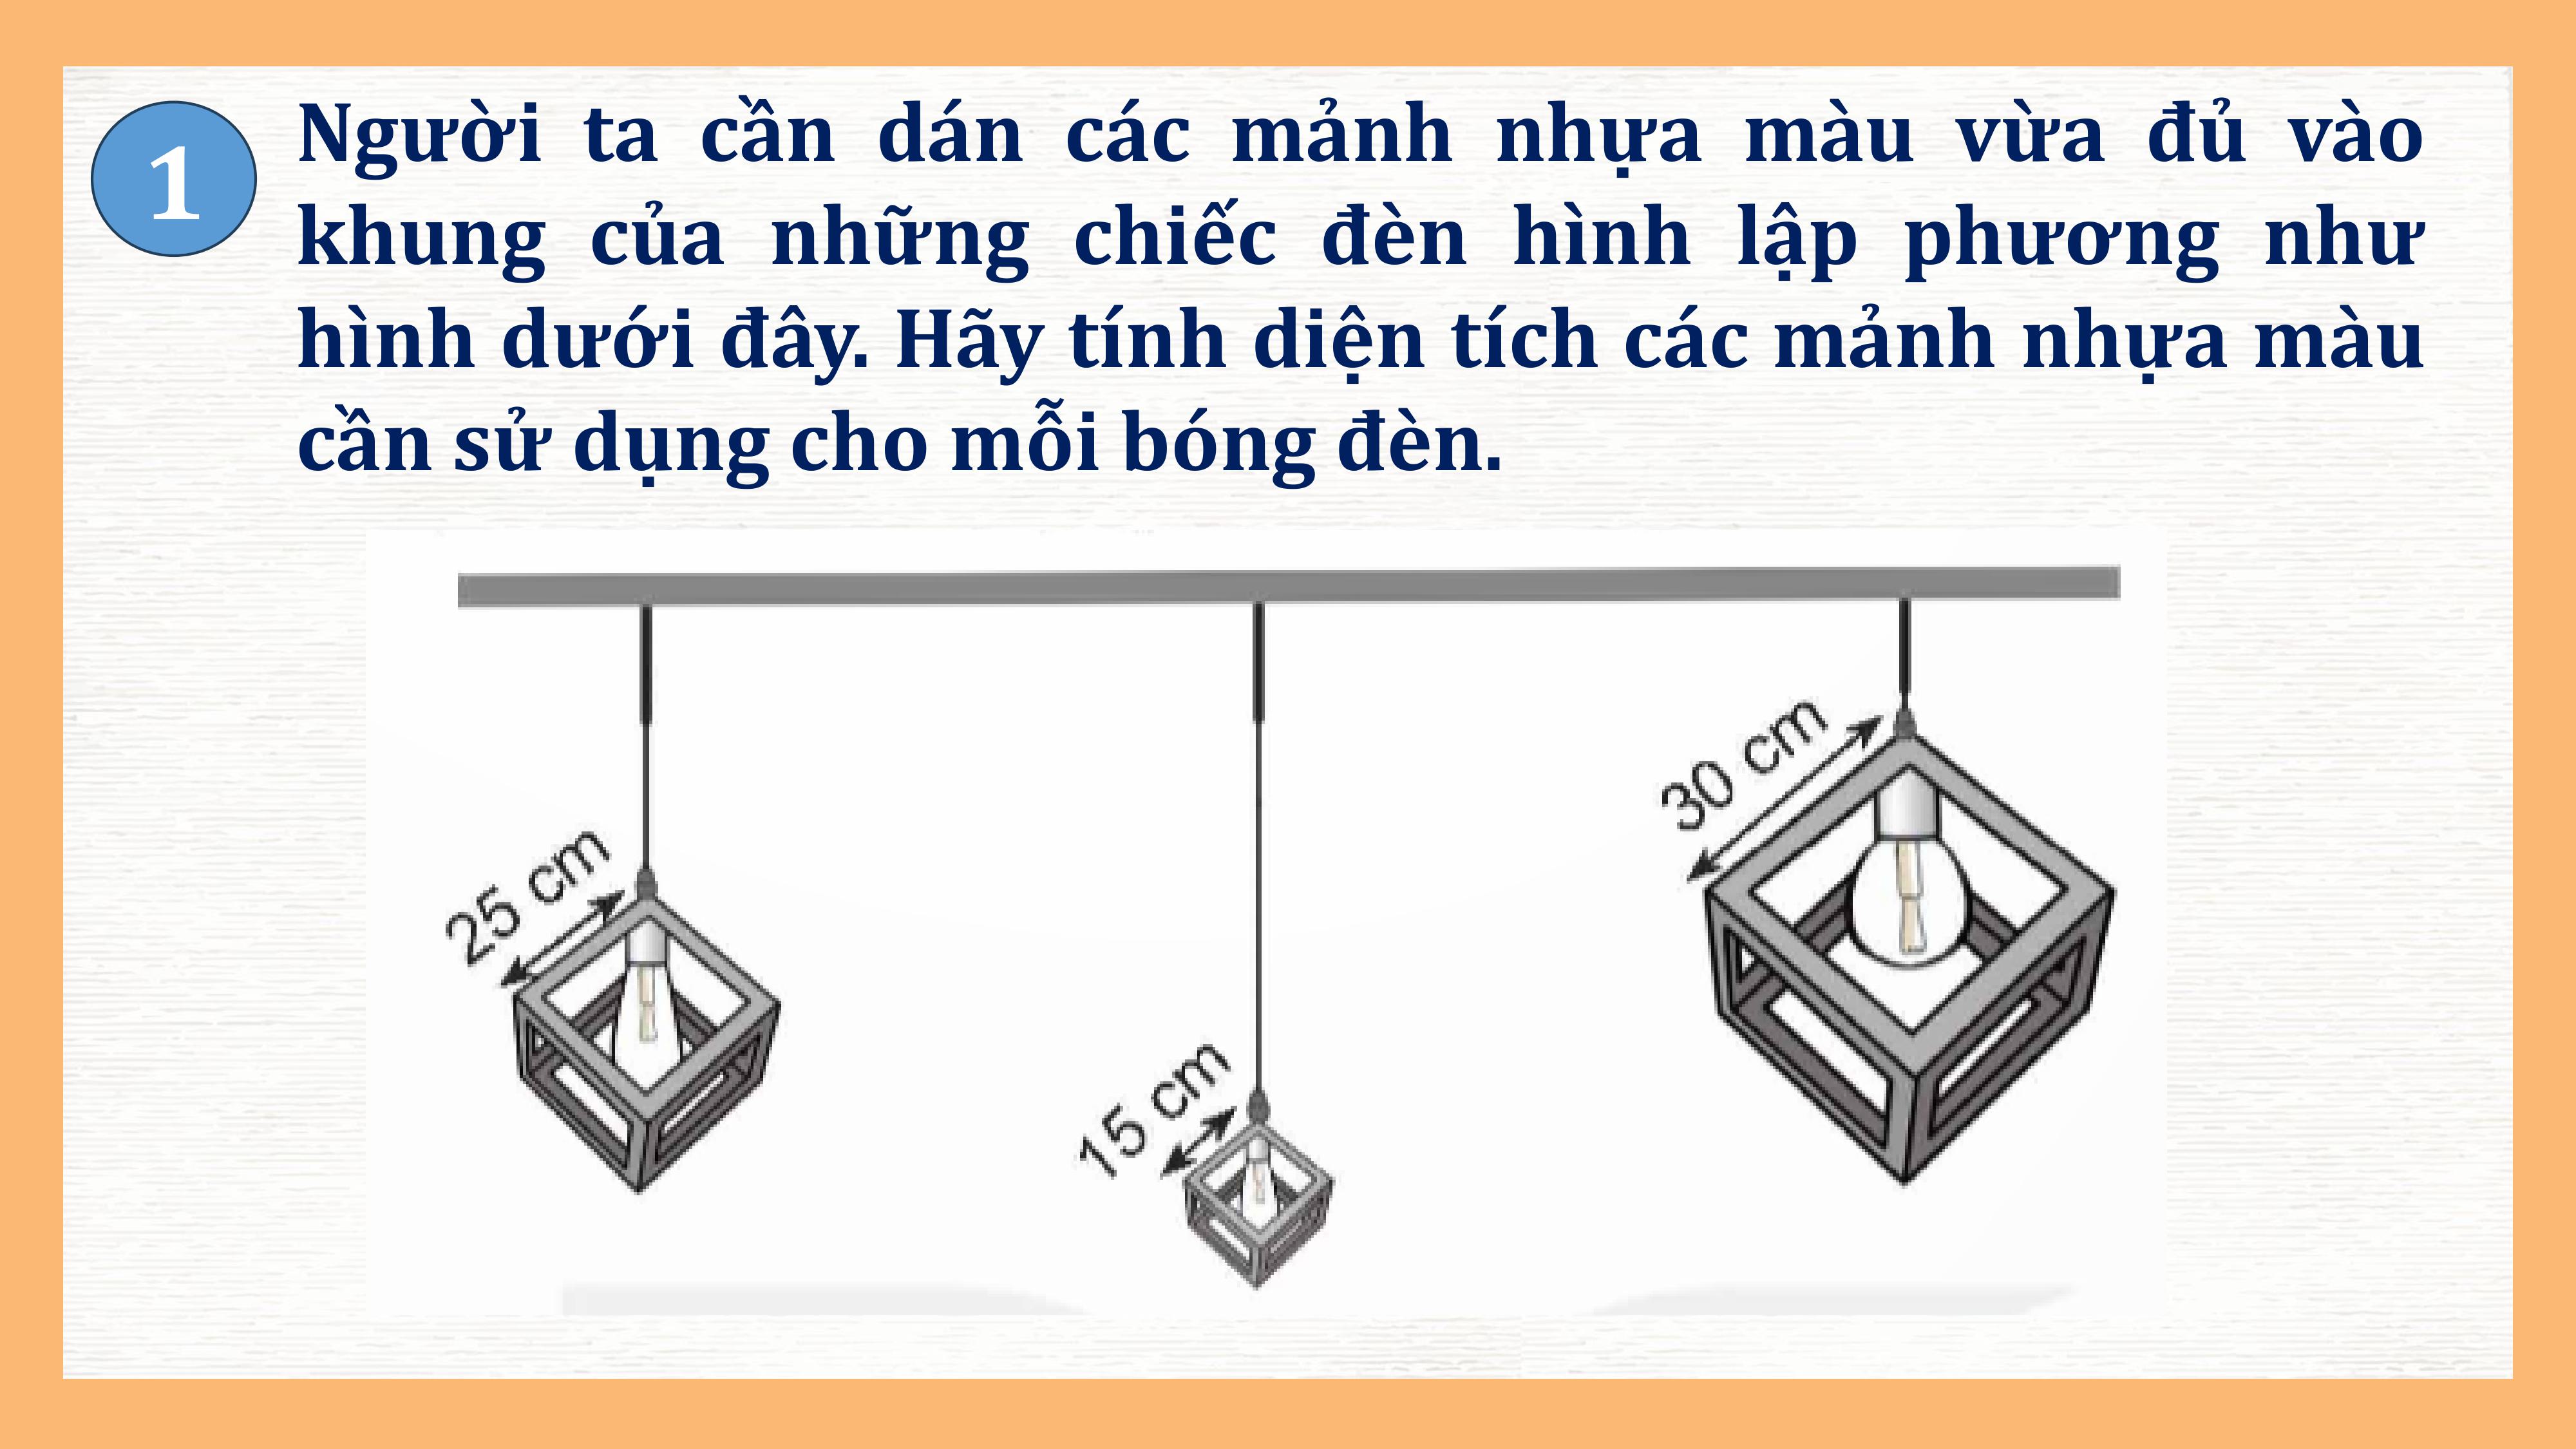 1
Người ta cần dán các mảnh nhựa màu vừa đủ vào
khung của những chiếc đèn hình lập phương như
hình dưới đây. Hãy tính diện tích các mảnh nhựa màu
cần sử dụng cho mỗi bóng đèn.
25 cm
15 cm
30 cm